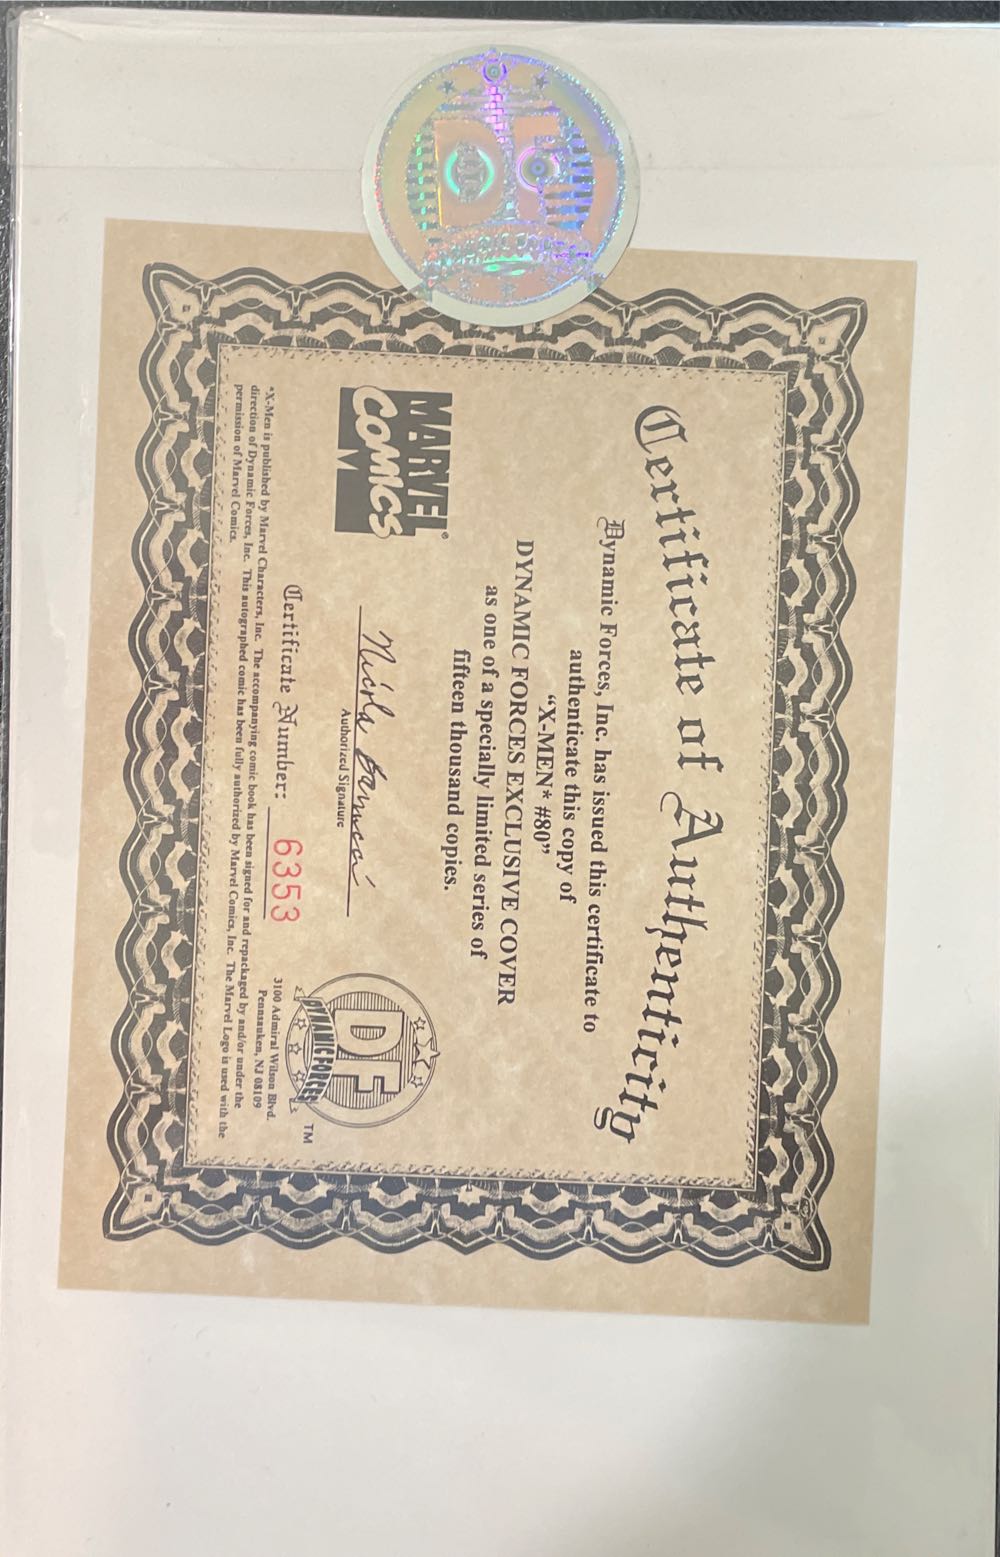 Certificate of Authenticity
Dynamic Forces, Inc. has issued this certificate to
authenticate this copy of
“X-MEN* #80”
DYNAMIC FORCES EXCLUSIVE COVER
as one of a specially limited series of
fifteen thousand copies.
MARVEL®
COMICS
Authorized Signature
DF
DYNAMIC FORCES
TM
Certificate Number: 6353
3100 Admiral Wilson Blvd.
Pennsauken, NJ 08109
*X-Men is published by Marvel Characters, Inc. The accompanying comic book has been signed for and repackaged by and/or under the
direction of Dynamic Forces, Inc. This autographed comic has been fully authorized by Marvel Comics, Inc. The Marvel Logo is used with the
permission of Marvel Comics.
DF